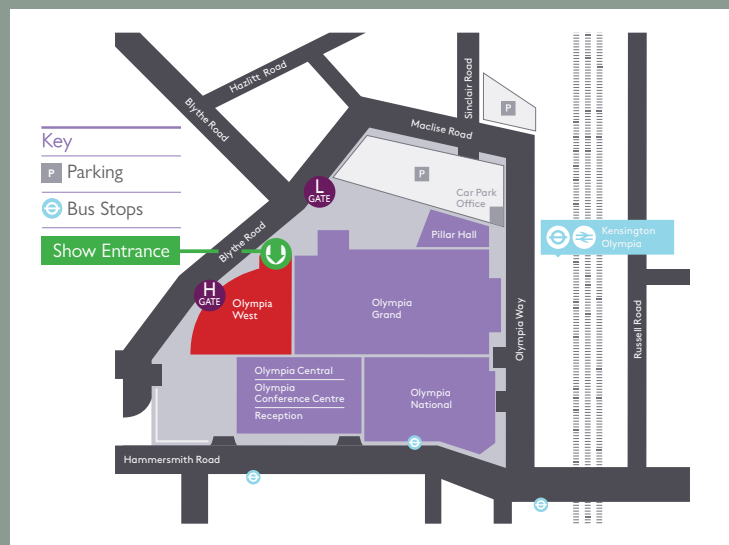 Hazlitt Road
Blythe Road
Sinclair Road
Maclise Road
P
Key
P Parking
Bus Stops
Show Entrance
P
L
GATE
Car Park
Office
Pillar Hall
Kensington
Olympia
Blythe Road
H
GATE
Olympia
West
Olympia
Grand
Olympia Way
Russell Road
Olympia Central
Olympia
Conference Centre
Reception
Olympia
National
Hammersmith Road